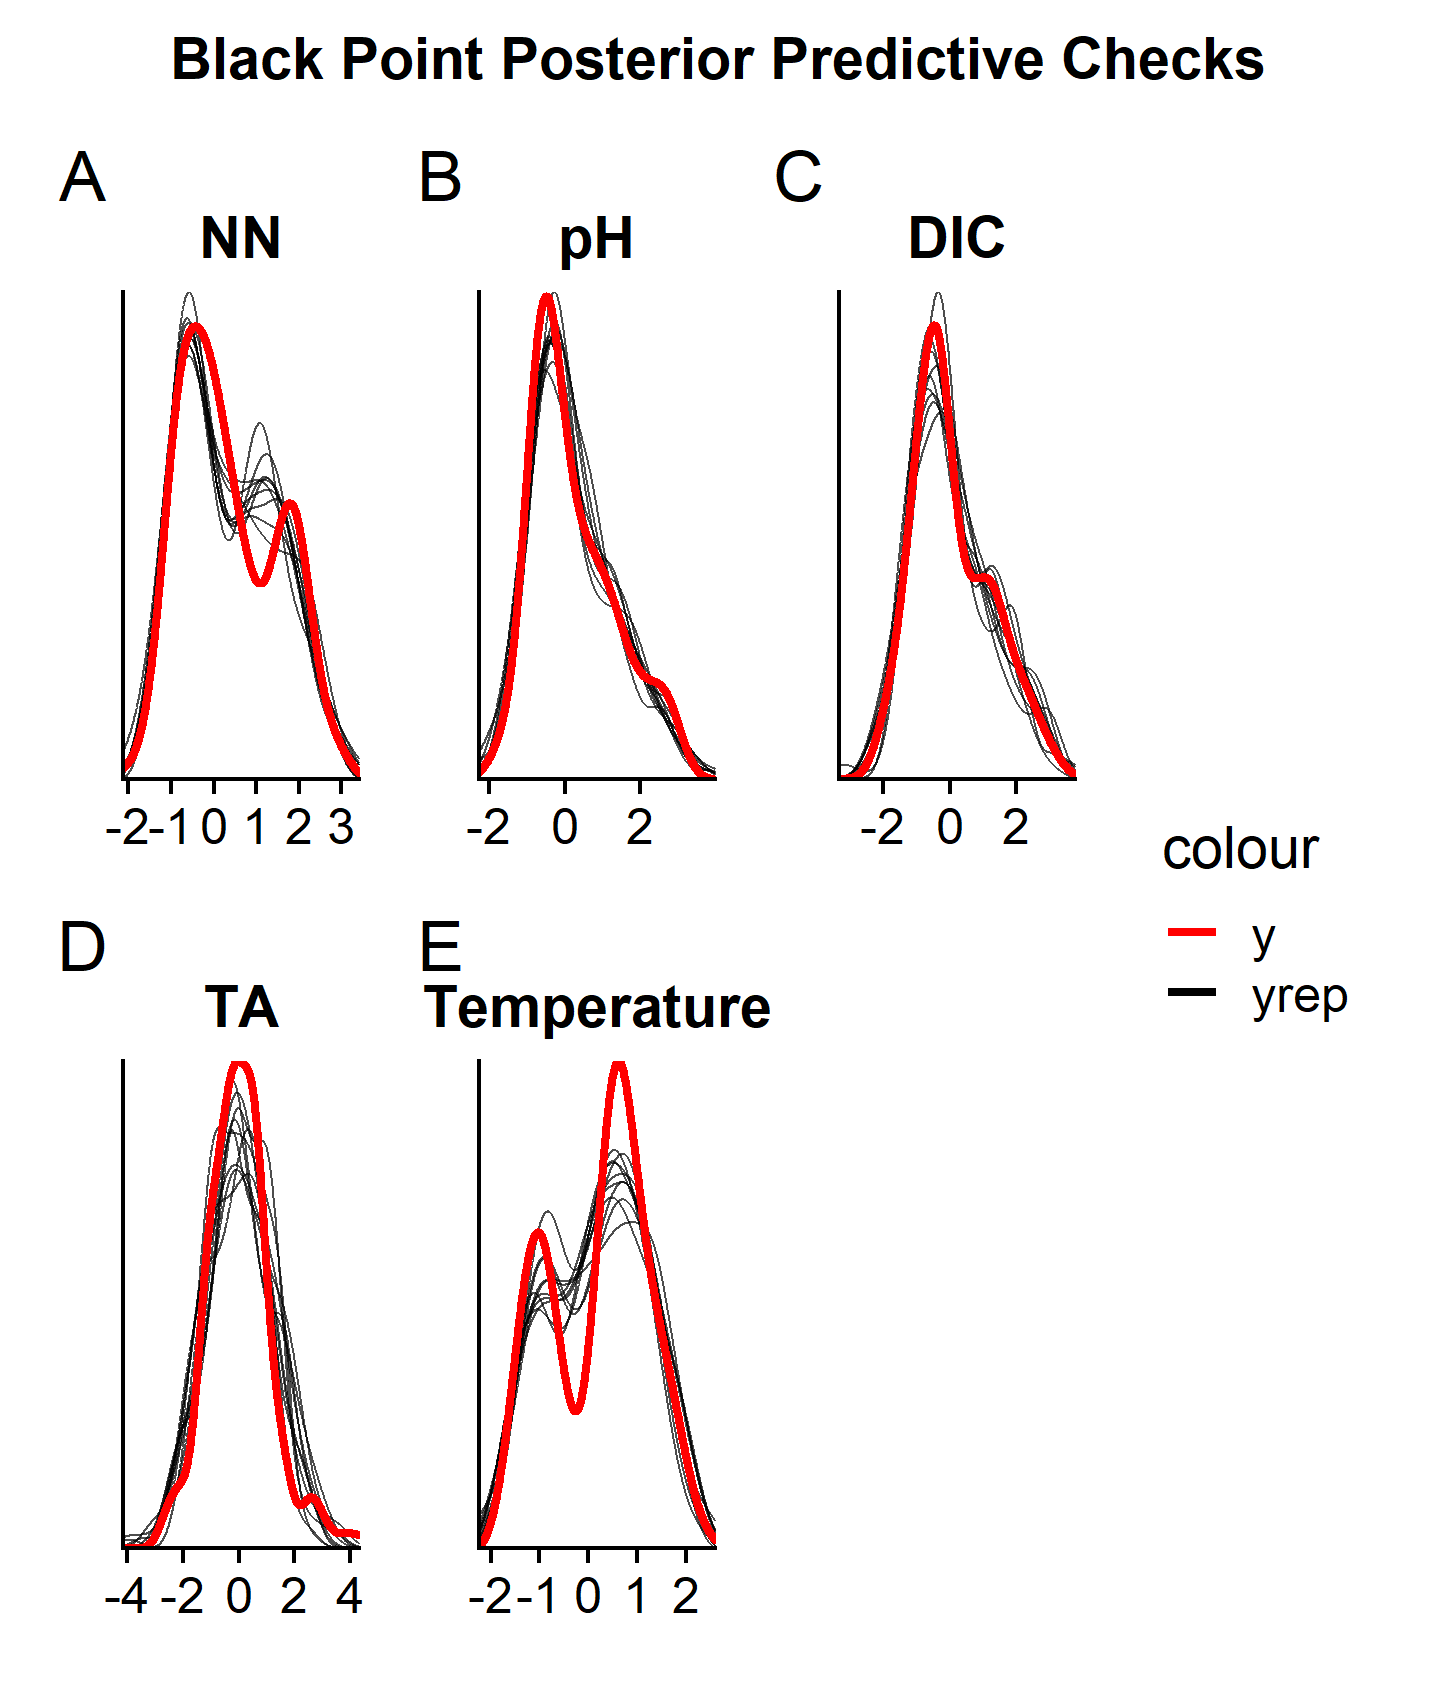 Black Point Posterior Predictive Checks
A B C
NN pH DIC
-2 -1 0 1 2 3
-2 0 2
-2 0 2
colour
y
yrep
D E
TA Temperature
-4 -2 0 2 4
-2 -1 0 1 2